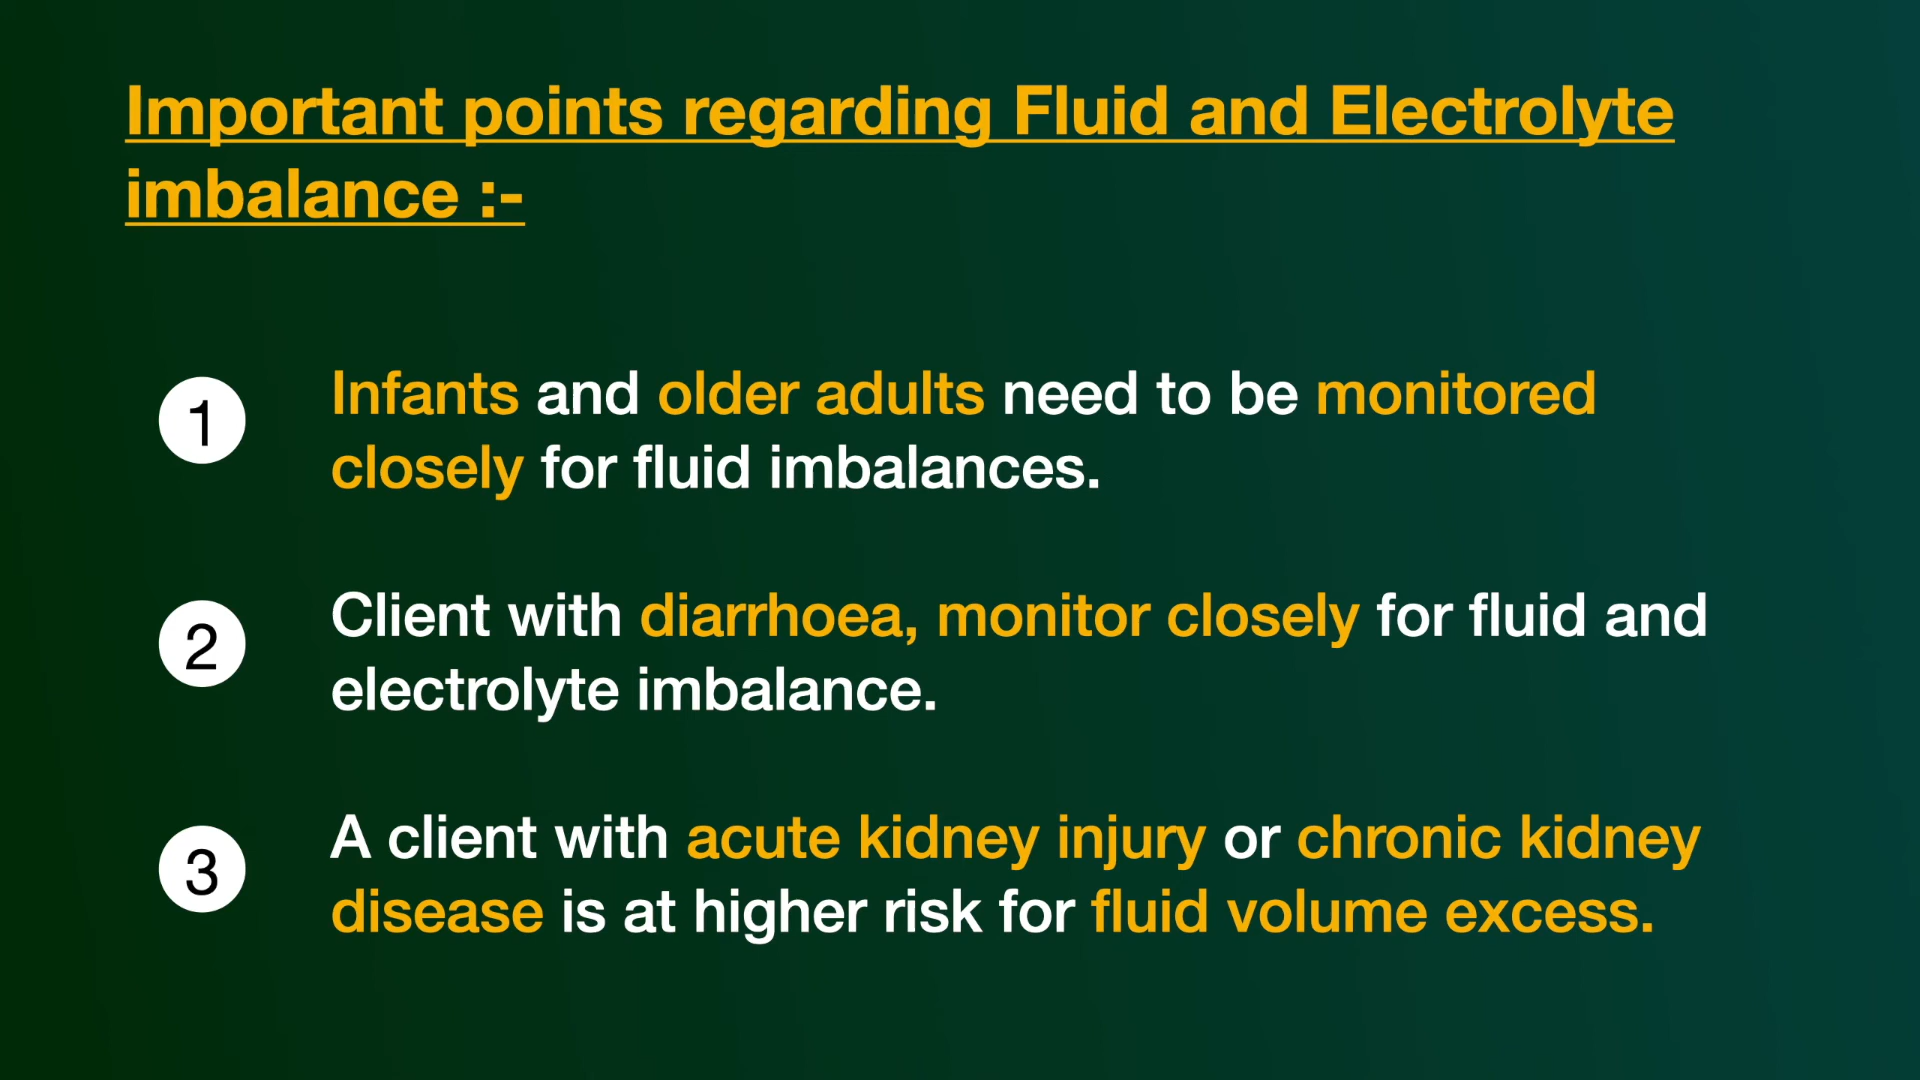 Important points regarding Fluid and Electrolyte
imbalance :-
1
Infants and older adults need to be monitored
closely for fluid imbalances.
2
Client with diarrhoea, monitor closely for fluid and
electrolyte imbalance.
3
A client with acute kidney injury or chronic kidney
disease is at higher risk for fluid volume excess.